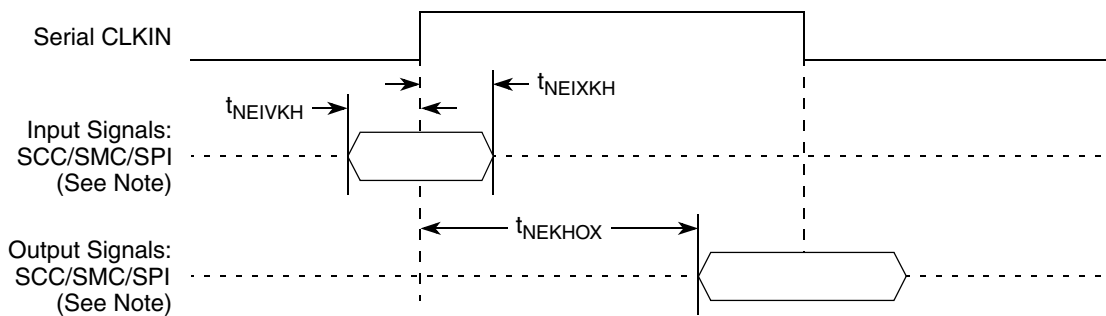 Serial CLKIN
tNEIXKH
tNEIVKH
Input Signals:
SCC/SMC/SPI
(See Note)
tNEKHOX
Output Signals:
SCC/SMC/SPI
(See Note)